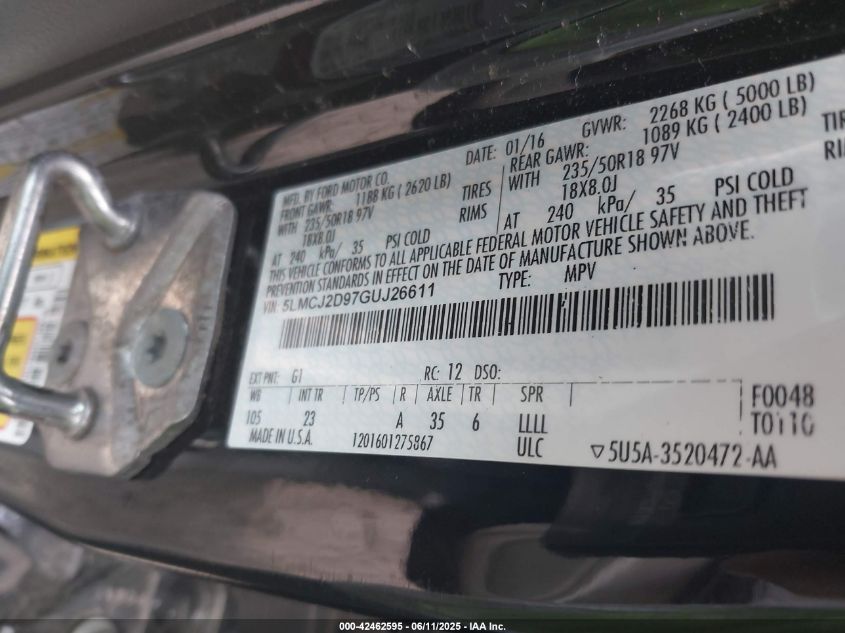 MFD. BY FORD MOTOR CO.
DATE: 01/16 GVWR: 2268 KG ( 5000 LB)
FRONT GAWR: 1188 KG ( 2620 LB) REAR GAWR: 1089 KG ( 2400 LB)
WITH 235/50R18 97V TIRES WITH 235/50R18 97V
18X8.0J RIMS 18X8.0J
AT 240 kPa/ 35 PSI COLD AT 240 kPa/ 35 PSI COLD
THIS VEHICLE CONFORMS TO ALL APPLICABLE FEDERAL MOTOR VEHICLE SAFETY AND THEFT
PREVENTION STANDARDS IN EFFECT ON THE DATE OF MANUFACTURE SHOWN ABOVE.
VIN: 5LMCJ2D97GUJ26611 TYPE: MPV
EXT PNT: G1 RC: 12 DSO:
WB INT TR TP/PS R AXLE TR SPR F0048
105 23 A 35 6 LLLL T0110
MADE IN U.S.A. 1201601275867 ULC ▽5U5A-3520472-AA
000-42462595 - 06/11/2025 - IAA Inc.